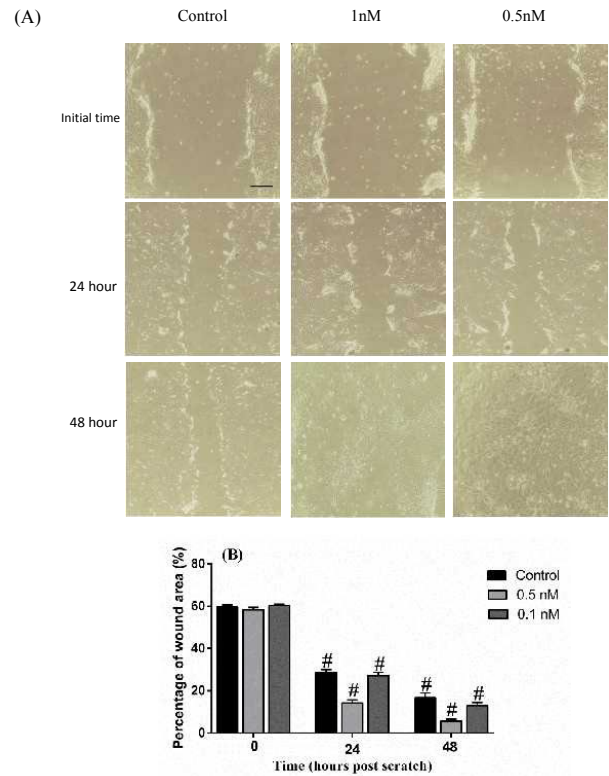 (A)
Control 1nM 0.5nM
Initial time
24 hour
48 hour
(B)
Percentage of wound area (%)
80
60
40
20
0
# # # # # #
Control
0.5 nM
0.1 nM
0 24 48
Time (hours post scratch)